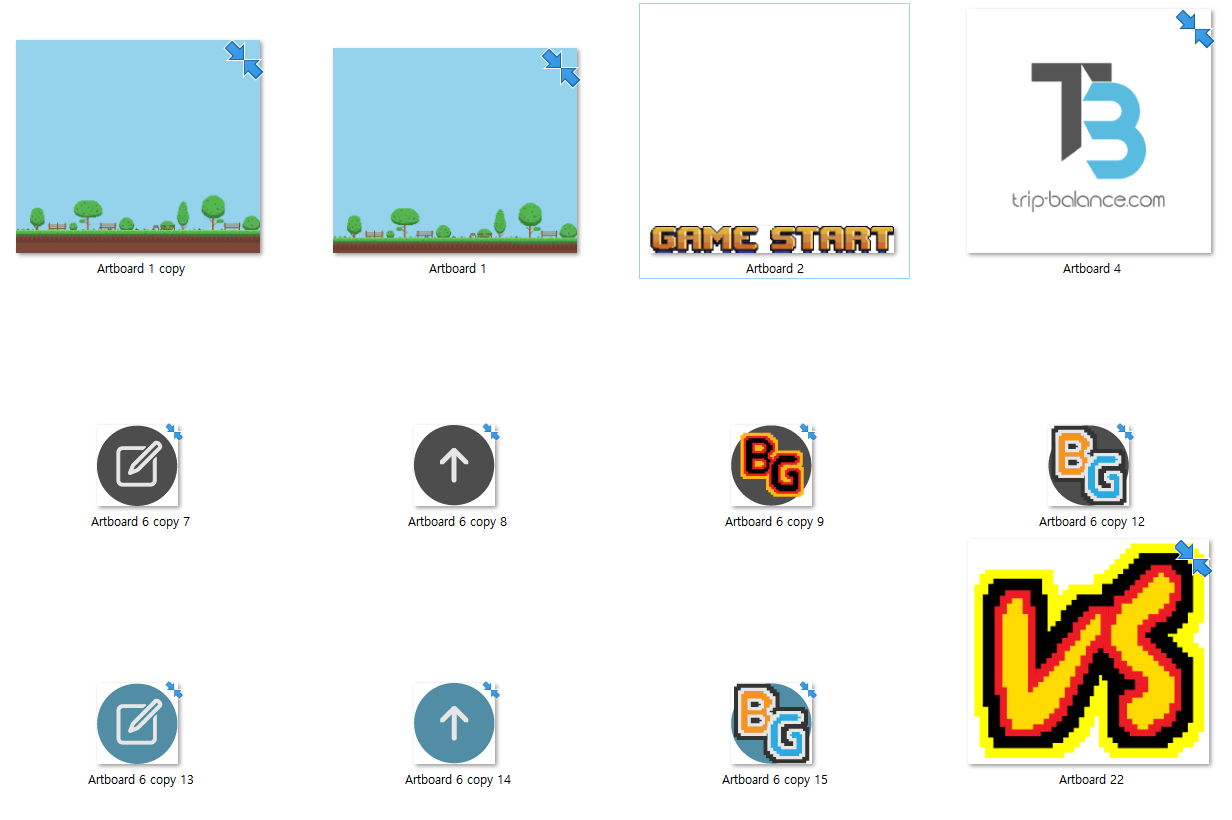 GAME START
TB
trip-balance.com
Artboard 1 copy
Artboard 1
Artboard 2
Artboard 4
BG
BG
Artboard 6 copy 7
Artboard 6 copy 8
Artboard 6 copy 9
Artboard 6 copy 12
BG
VS
Artboard 6 copy 13
Artboard 6 copy 14
Artboard 6 copy 15
Artboard 22